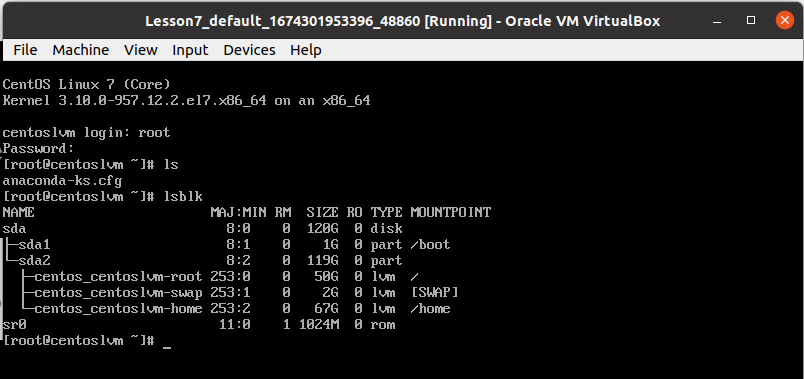 Lesson7_default_1674301953396_48860 [Running] - Oracle VM VirtualBox
File Machine View Input Devices Help
CentOS Linux 7 (Core)
Kernel 3.10.0-957.12.2.el7.x86_64 on an x86_64
centoslvm login: root
Password:
[root@centoslvm ~]# ls
anaconda-ks.cfg
[root@centoslvm ~]# lsblk
NAME MAJ:MIN RM SIZE RO TYPE MOUNTPOINT
sda 8:0 0 120G 0 disk
├─sda1 8:1 0 1G 0 part /boot
└─sda2 8:2 0 119G 0 part
├─centos_centoslvm-root 253:0 0 50G 0 lvm /
├─centos_centoslvm-swap 253:1 0 2G 0 lvm [SWAP]
└─centos_centoslvm-home 253:2 0 67G 0 lvm /home
sr0 11:0 1 1024M 0 rom
[root@centoslvm ~]# _